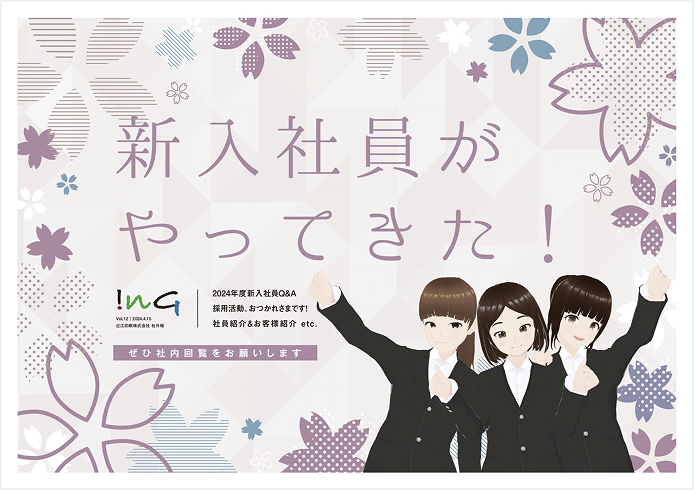 新入社員が
やってきた！
!nG
Vol.12｜2024.4.15
近江印刷株式会社 社外報
2024年度新入社員Q&A
採用活動、おつかれさまです!
社員紹介&お客様紹介 etc.
ぜひ社内回覧をお願いします